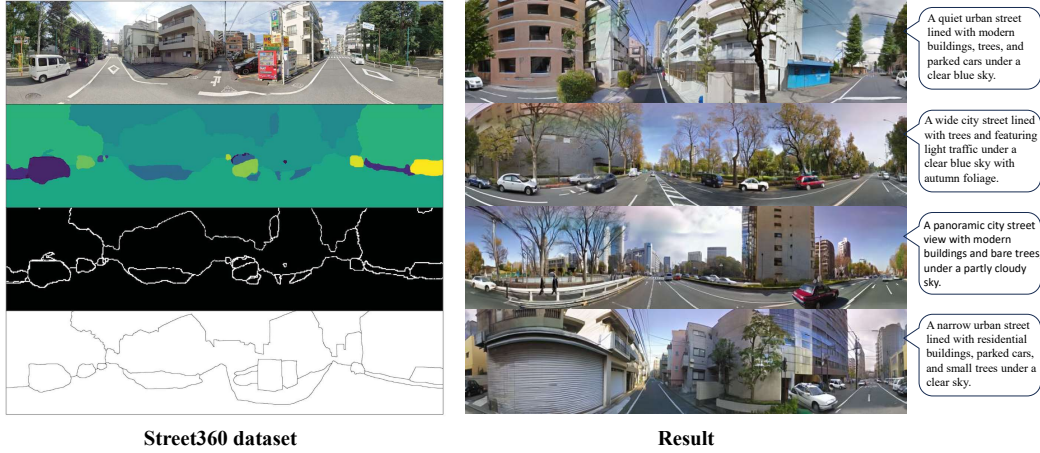 A quiet urban street
lined with modern
buildings, trees, and
parked cars under a
clear blue sky.
A wide city street lined
with trees and featuring
light traffic under a
clear blue sky with
autumn foliage.
A panoramic city street
view with modern
buildings and bare trees
under a partly cloudy
sky.
A narrow urban street
lined with residential
buildings, parked cars,
and small trees under a
clear sky.
Street360 dataset
Result